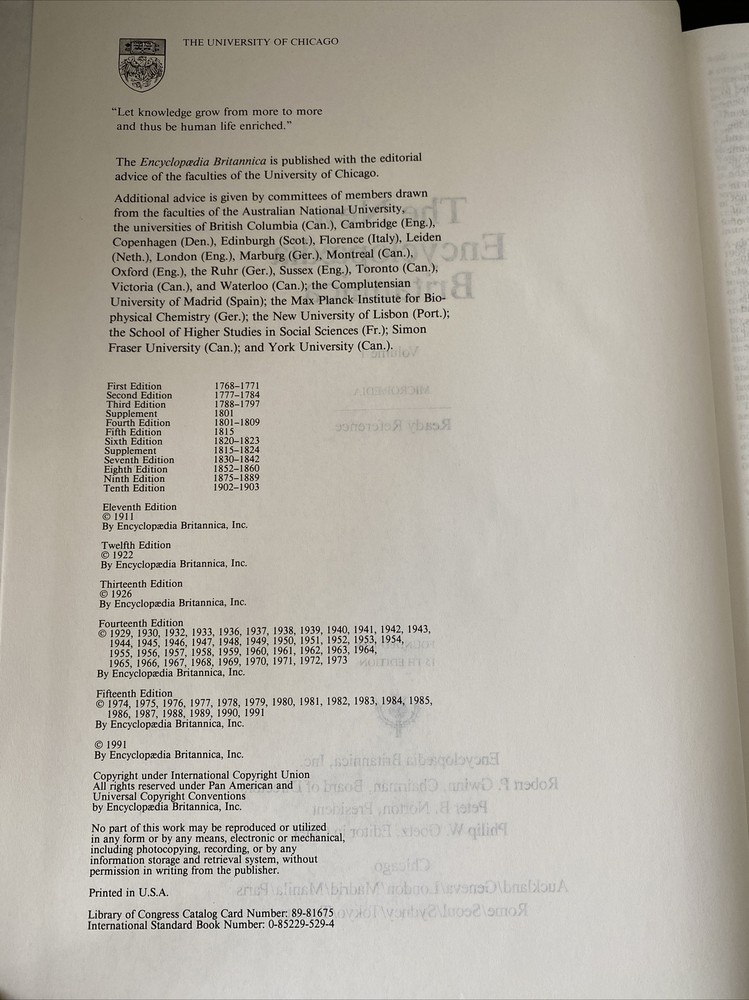 THE UNIVERSITY OF CHICAGO
"Let knowledge grow from more to more
and thus be human life enriched."
The Encyclopædia Britannica is published with the editorial
advice of the faculties of the University of Chicago.
Additional advice is given by committees of members drawn
from the faculties of the Australian National University,
the universities of British Columbia (Can.), Cambridge (Eng.),
Copenhagen (Den.), Edinburgh (Scot.), Florence (Italy), Leiden
(Neth.), London (Eng.), Marburg (Ger.), Montreal (Can.),
Oxford (Eng.), the Ruhr (Ger.), Sussex (Eng.), Toronto (Can.),
Victoria (Can.), and Waterloo (Can.); the Complutensian
University of Madrid (Spain); the Max Planck Institute for Bio-
physical Chemistry (Ger.); the New University of Lisbon (Port.);
the School of Higher Studies in Social Sciences (Fr.); Simon
Fraser University (Can.); and York University (Can.).
First Edition 1768–1771
Second Edition 1777–1784
Third Edition 1788–1797
Supplement 1801
Fourth Edition 1801–1809
Fifth Edition 1815
Sixth Edition 1820–1823
Supplement 1815–1824
Seventh Edition 1830–1842
Eighth Edition 1852–1860
Ninth Edition 1875–1889
Tenth Edition 1902–1903
Eleventh Edition
© 1911
By Encyclopædia Britannica, Inc.
Twelfth Edition
© 1922
By Encyclopædia Britannica, Inc.
Thirteenth Edition
© 1926
By Encyclopædia Britannica, Inc.
Fourteenth Edition
© 1929, 1930, 1932, 1933, 1936, 1937, 1938, 1939, 1940, 1941, 1942, 1943,
1944, 1945, 1946, 1947, 1948, 1949, 1950, 1951, 1952, 1953, 1954,
1955, 1956, 1957, 1958, 1959, 1960, 1961, 1962, 1963, 1964,
1965, 1966, 1967, 1968, 1969, 1970, 1971, 1972, 1973
By Encyclopædia Britannica, Inc.
Fifteenth Edition
© 1974, 1975, 1976, 1977, 1978, 1979, 1980, 1981, 1982, 1983, 1984, 1985,
1986, 1987, 1988, 1989, 1990, 1991
By Encyclopædia Britannica, Inc.
© 1991
By Encyclopædia Britannica, Inc.
Copyright under International Copyright Union
All rights reserved under Pan American and
Universal Copyright Conventions
by Encyclopædia Britannica, Inc.
No part of this work may be reproduced or utilized
in any form or by any means, electronic or mechanical,
including photocopying, recording, or by any
information storage and retrieval system, without
permission in writing from the publisher.
Printed in U.S.A.
Library of Congress Catalog Card Number: 89-81675
International Standard Book Number: 0-85229-529-4